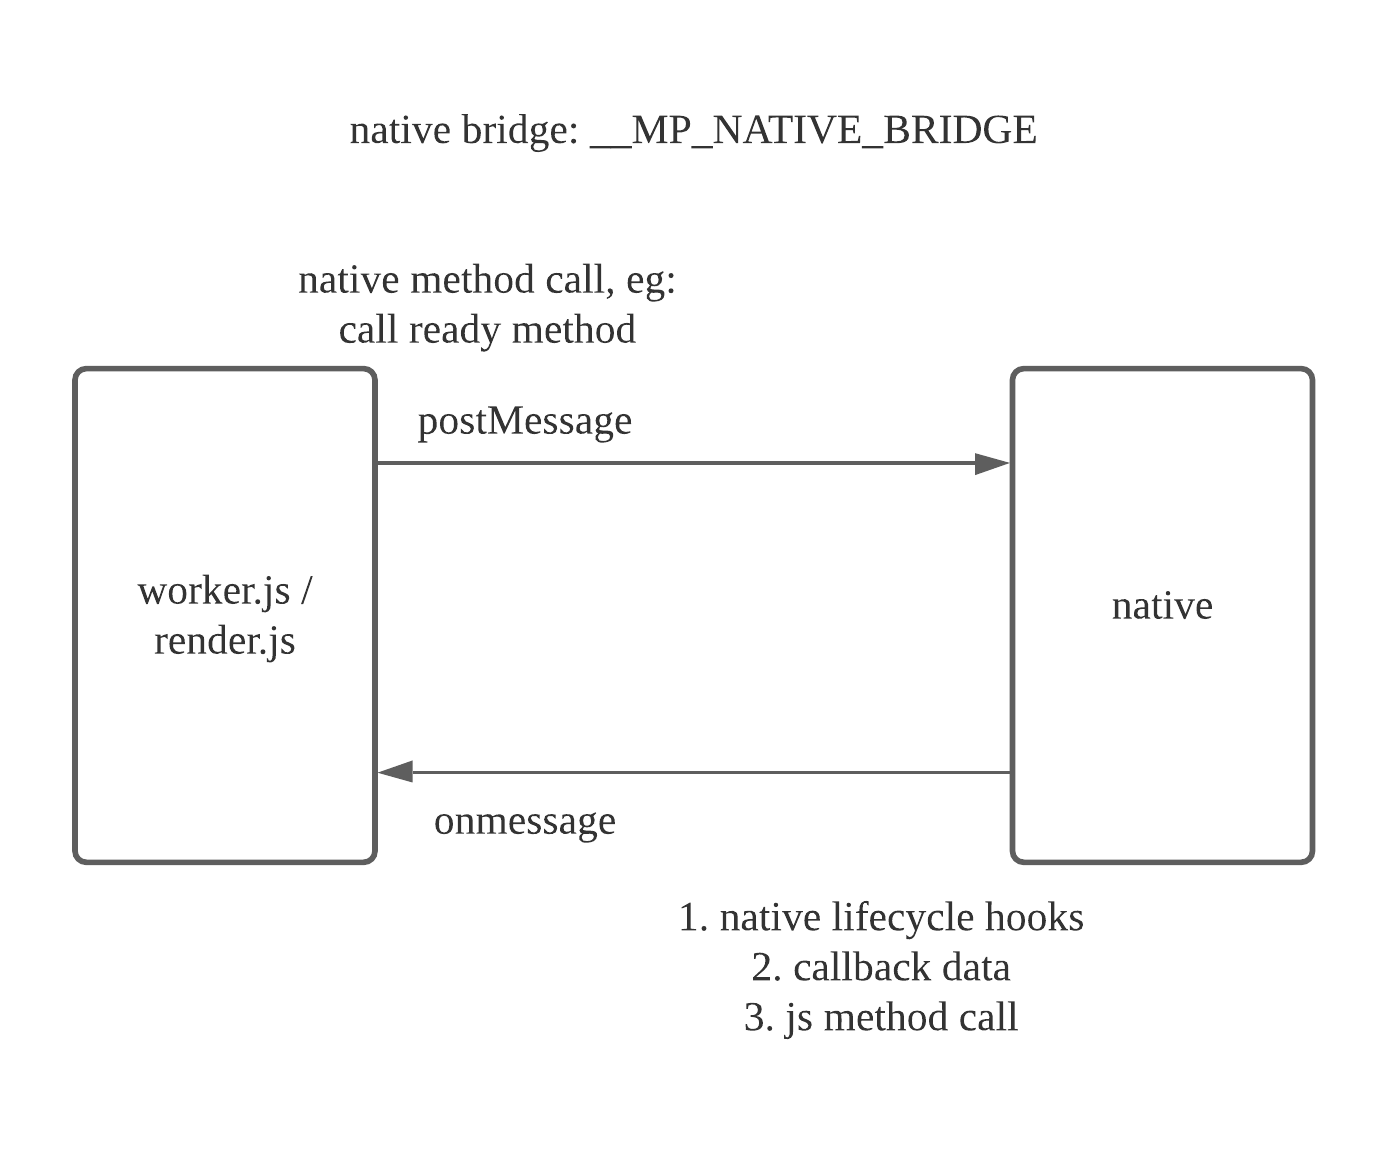 native bridge: __MP_NATIVE_BRIDGE
native method call, eg:
call ready method
postMessage
worker.js /
render.js
native
onmessage
1. native lifecycle hooks
2. callback data
3. js method call